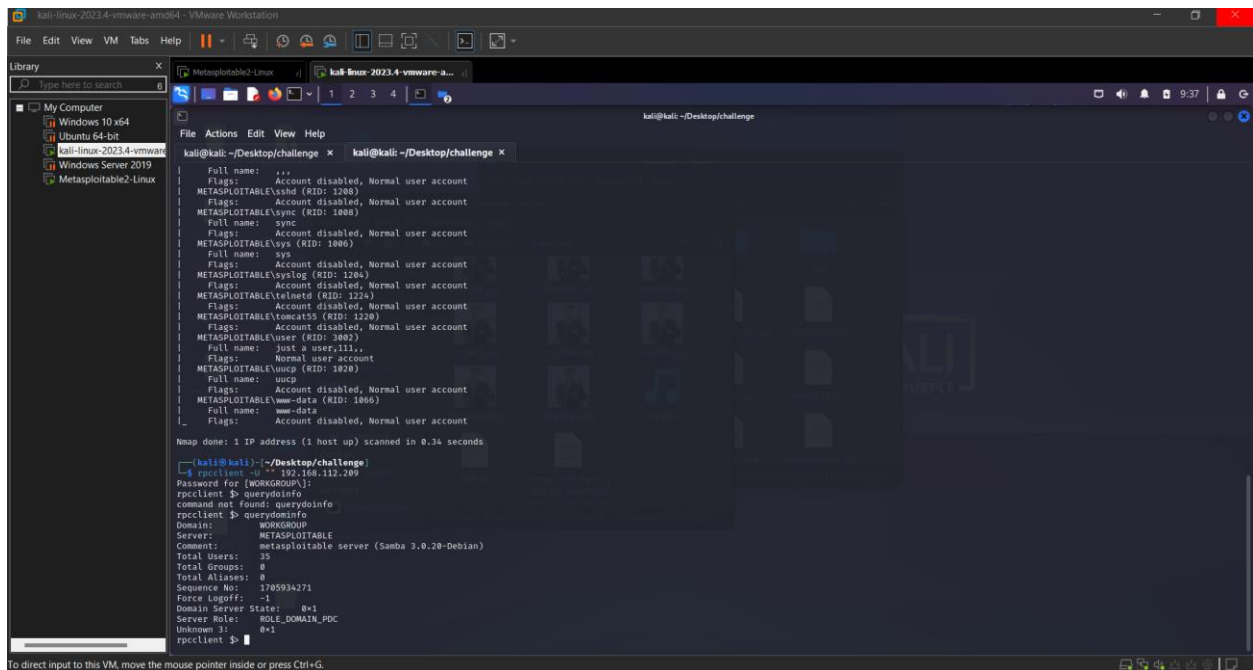 kali-linux-2023.4-vmware-amd64 - VMware Workstation
File Edit View VM Tabs Help
Library X
Type here to search 6
My Computer
Windows 10 x64
Ubuntu 64-bit
kali-linux-2023.4-vmware
Windows Server 2019
Metasploitable2-Linux
Metasploitable2-Linux kali-linux-2023.4-vmware-a...
1 2 3 4 9:37
kali@kali: ~/Desktop/challenge
File Actions Edit View Help
kali@kali: ~/Desktop/challenge × kali@kali: ~/Desktop/challenge ×
| Full name: ,,,
| Flags: Account disabled, Normal user account
| METASPLOITABLE\sshd (RID: 1208)
| Flags: Account disabled, Normal user account
| METASPLOITABLE\sync (RID: 1008)
| Full name: sync
| Flags: Account disabled, Normal user account
| METASPLOITABLE\sys (RID: 1006)
| Full name: sys
| Flags: Account disabled, Normal user account
| METASPLOITABLE\syslog (RID: 1204)
| Flags: Account disabled, Normal user account
| METASPLOITABLE\telnetd (RID: 1224)
| Flags: Account disabled, Normal user account
| METASPLOITABLE\tomcat55 (RID: 1220)
| Flags: Account disabled, Normal user account
| METASPLOITABLE\user (RID: 3002)
| Full name: just a user,111,,
| Flags: Normal user account
| METASPLOITABLE\uucp (RID: 1020)
| Full name: uucp
| Flags: Account disabled, Normal user account
| METASPLOITABLE\www-data (RID: 1066)
| Full name: www-data
|_ Flags: Account disabled, Normal user account
Nmap done: 1 IP address (1 host up) scanned in 0.34 seconds
(kali㉿kali)-[~/Desktop/challenge]
$ rpcclient -U "" 192.168.112.209
Password for [WORKGROUP\]:
rpcclient $> querydoinfo
command not found: querydoinfo
rpcclient $> querydominfo
Domain: WORKGROUP
Server: METASPLOITABLE
Comment: metasploitable server (Samba 3.0.20-Debian)
Total Users: 35
Total Groups: 0
Total Aliases: 0
Sequence No: 1705934271
Force Logoff: -1
Domain Server State: 0×1
Server Role: ROLE_DOMAIN_PDC
Unknown 3: 0×1
rpcclient $>
To direct input to this VM, move the mouse pointer inside or press Ctrl+G.